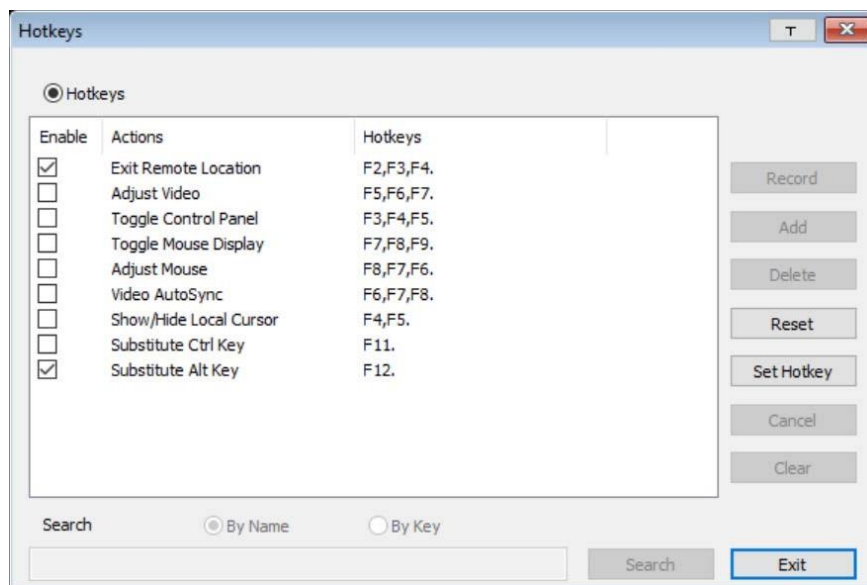 Hotkeys
T
Hotkeys
Enable Actions Hotkeys
Exit Remote Location F2,F3,F4.
Adjust Video F5,F6,F7.
Toggle Control Panel F3,F4,F5.
Toggle Mouse Display F7,F8,F9.
Adjust Mouse F8,F7,F6.
Video AutoSync F6,F7,F8.
Show/Hide Local Cursor F4,F5.
Substitute Ctrl Key F11.
Substitute Alt Key F12.
Record
Add
Delete
Reset
Set Hotkey
Cancel
Clear
Search By Name By Key
Search Exit